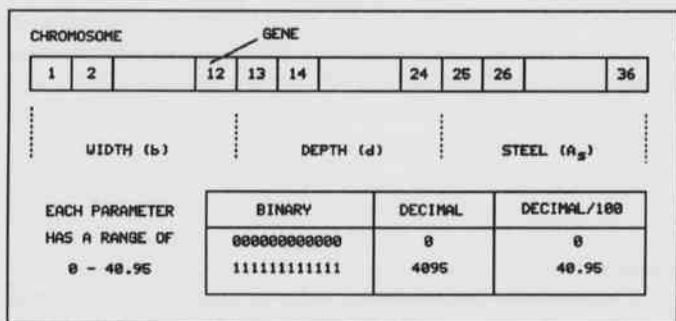 CHROMOSOME GENE
1 2 12 13 14 24 25 26 36
WIDTH (b) DEPTH (d) STEEL (As)
EACH PARAMETER
HAS A RANGE OF
0 - 40.95
BINARY DECIMAL DECIMAL/100
000000000000 0 0
111111111111 4095 40.95